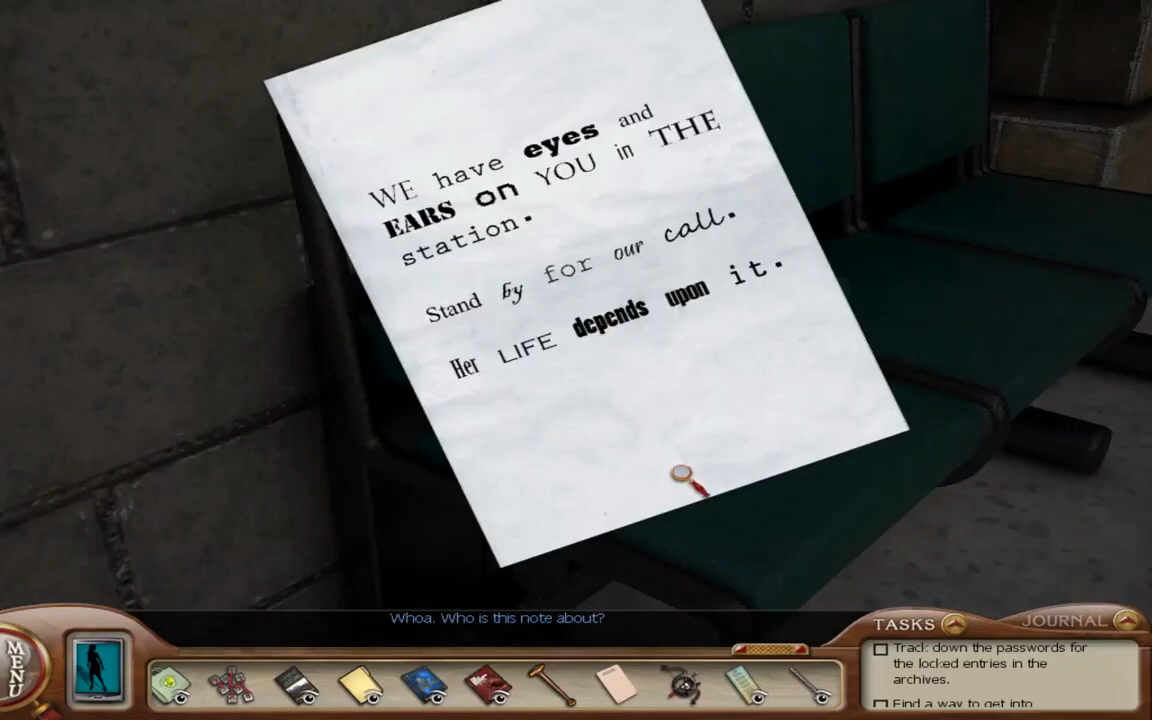 WE have eyes and
EARS on YOU in THE
station.
Stand by for our call.
Her LIFE depends upon it.
Whoa. Who is this note about?
MENU
TASKS
JOURNAL
Track down the passwords for
the locked entries in the
archives.
Find a way to get into